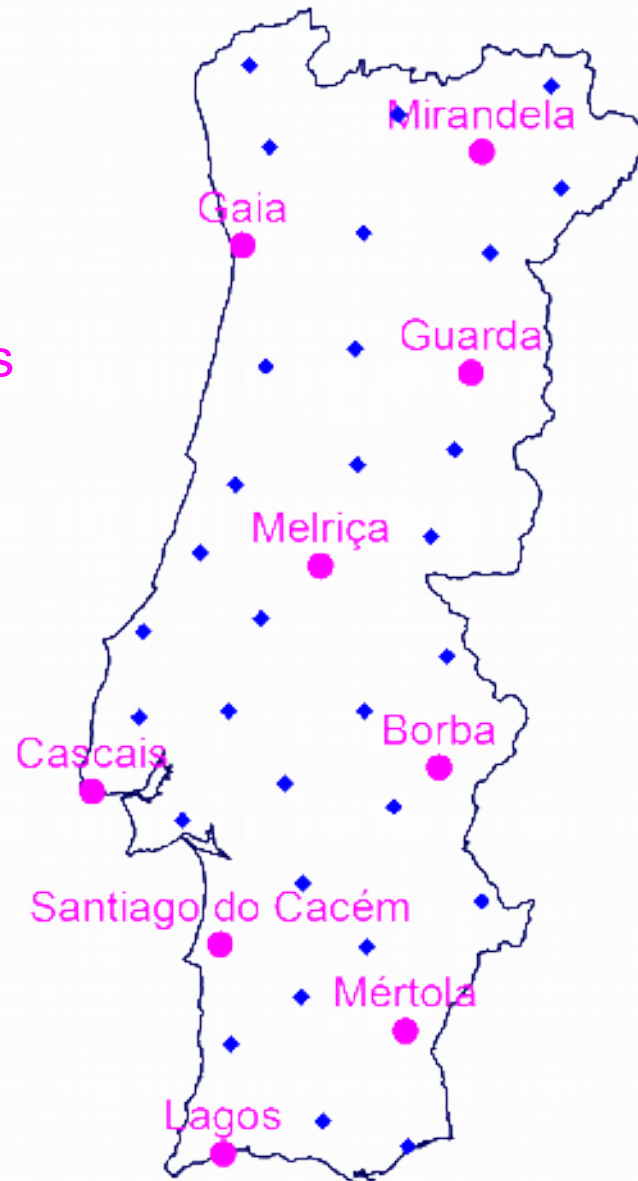 Mirandela
Gaia
s
Guarda
Melriça
Borba
Cascais
Santiago do Cacém
Mértola
Lagos